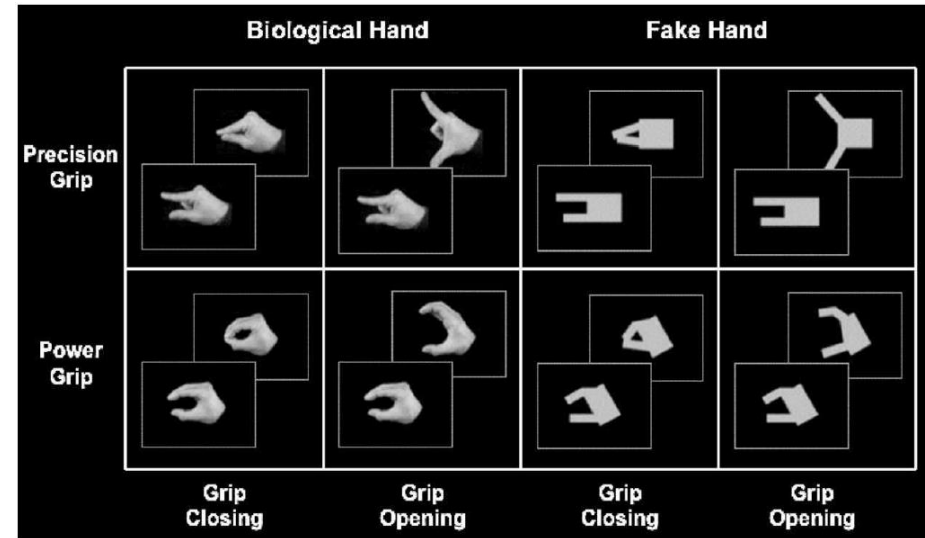 Biological Hand
Fake Hand
Precision
Grip
Power
Grip
Grip
Closing
Grip
Opening
Grip
Closing
Grip
Opening